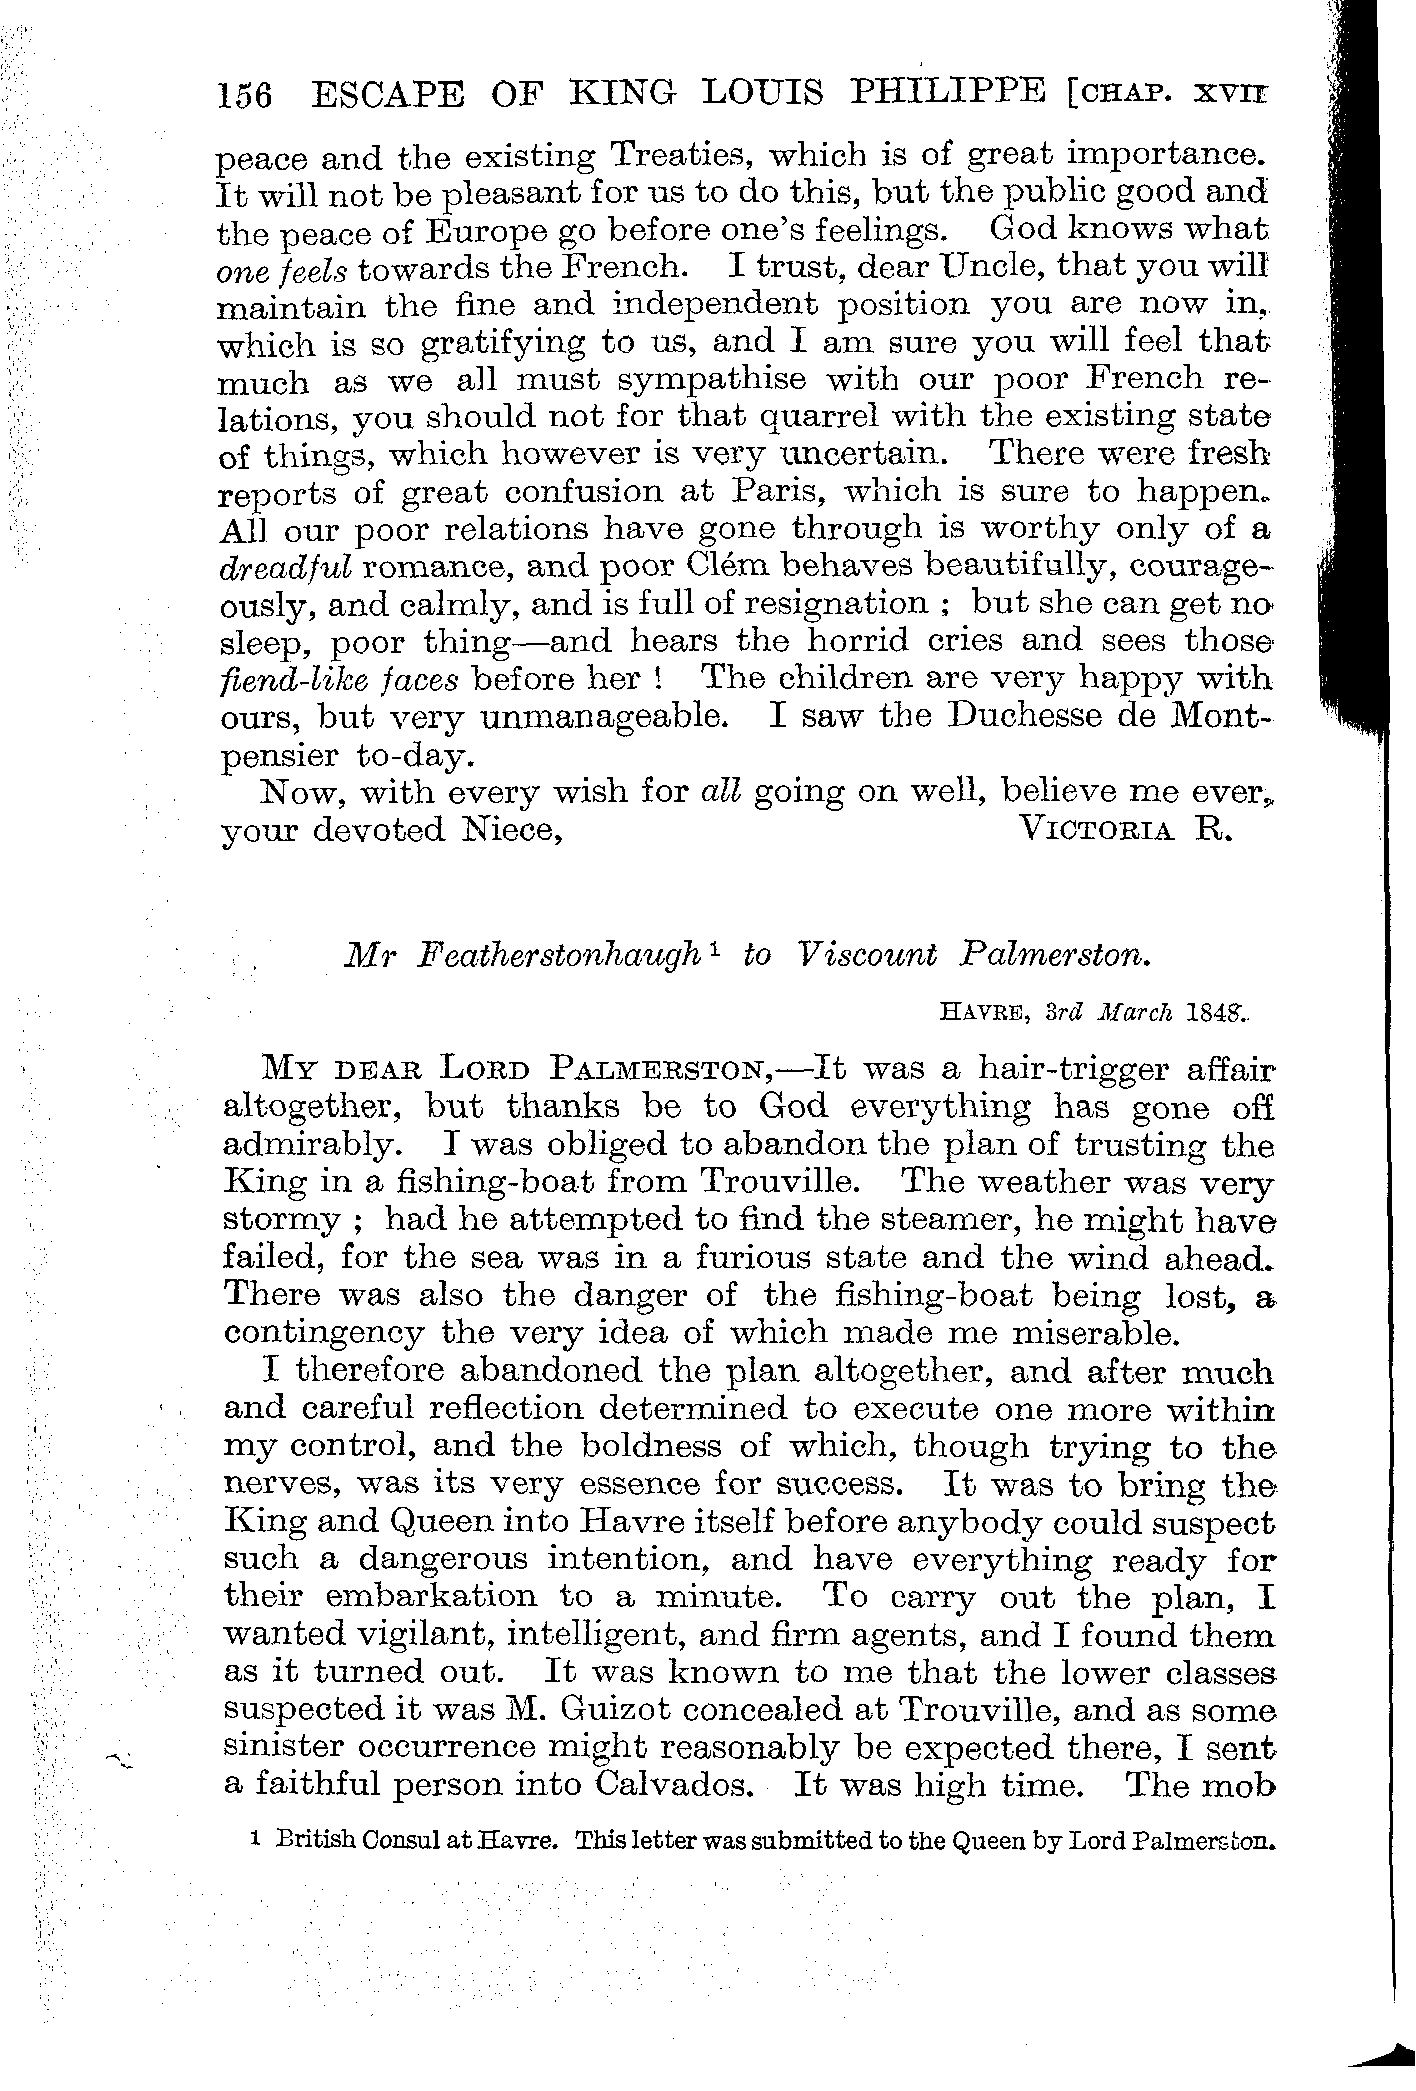 156 ESCAPE OF KING LOUIS PHILIPPE [CHAP. XVII
peace and the existing Treaties, which is of great importance.
It will not be pleasant for us to do this, but the public good and
the peace of Europe go before one's feelings. God knows what
one feels towards the French. I trust, dear Uncle, that you will
maintain the fine and independent position you are now in,
which is so gratifying to us, and I am sure you will feel that
much as we all must sympathise with our poor French re-
lations, you should not for that quarrel with the existing state
of things, which however is very uncertain. There were fresh
reports of great confusion at Paris, which is sure to happen.
All our poor relations have gone through is worthy only of a
dreadful romance, and poor Clém behaves beautifully, courage-
ously, and calmly, and is full of resignation ; but she can get no
sleep, poor thing—and hears the horrid cries and sees those
fiend-like faces before her ! The children are very happy with
ours, but very unmanageable. I saw the Duchesse de Mont-
pensier to-day.
Now, with every wish for all going on well, believe me ever,
your devoted Niece, VICTORIA R.
Mr Featherstonhaugh 1 to Viscount Palmerston.
HAVRE, 3rd March 1848.
MY DEAR LORD PALMERSTON,—It was a hair-trigger affair
altogether, but thanks be to God everything has gone off
admirably. I was obliged to abandon the plan of trusting the
King in a fishing-boat from Trouville. The weather was very
stormy ; had he attempted to find the steamer, he might have
failed, for the sea was in a furious state and the wind ahead.
There was also the danger of the fishing-boat being lost, a
contingency the very idea of which made me miserable.
I therefore abandoned the plan altogether, and after much
and careful reflection determined to execute one more within
my control, and the boldness of which, though trying to the
nerves, was its very essence for success. It was to bring the
King and Queen into Havre itself before anybody could suspect
such a dangerous intention, and have everything ready for
their embarkation to a minute. To carry out the plan, I
wanted vigilant, intelligent, and firm agents, and I found them
as it turned out. It was known to me that the lower classes
suspected it was M. Guizot concealed at Trouville, and as some
sinister occurrence might reasonably be expected there, I sent
a faithful person into Calvados. It was high time. The mob
1 British Consul at Havre. This letter was submitted to the Queen by Lord Palmerston.